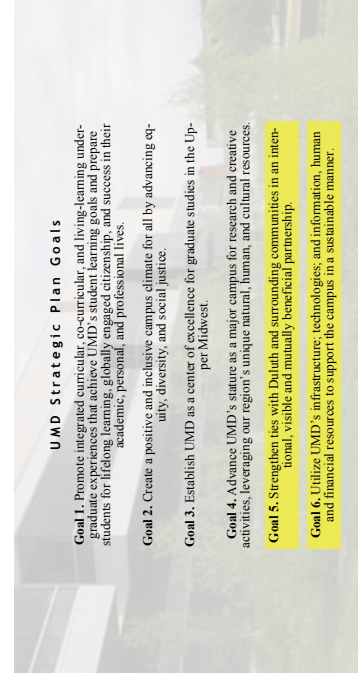 UMD Strategic Plan Goals
Goal 1. Promote integrated curricular, co-curricular, and living-learning under-
graduate experiences that achieve UMD's student learning goals and prepare
students for lifelong learning, globally engaged citizenship, and success in their
academic, personal, and professional lives.
Goal 2. Create a positive and inclusive campus climate for all by advancing eq-
uity, diversity, and social justice.
Goal 3. Establish UMD as a center of excellence for graduate studies in the Up-
per Midwest.
Goal 4. Advance UMD's stature as a major campus for research and creative
activities, leveraging our region's unique natural, human, and cultural resources.
Goal 5. Strengthen ties with Duluth and surrounding communities in an inten-
tional, visible and mutually beneficial partnership.
Goal 6. Utilize UMD's infrastructure; technologies; and information, human
and financial resources to support the campus in a sustainable manner.